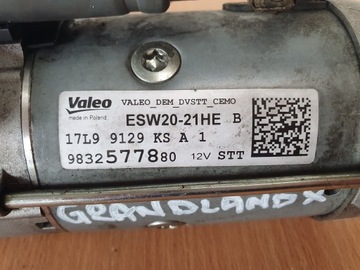 Valeo VALEO_DEM_DVSTT_CEMO
made in Poland ESW20-21HE B
17L9 9129 KS A 1
9832577880 12V STT
GRANDLAND X